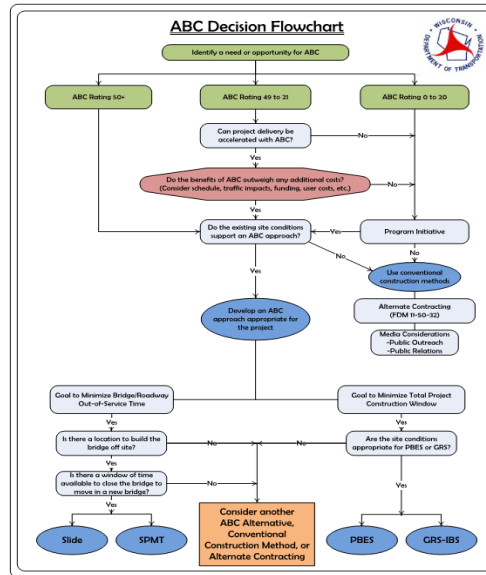 ABC Decision Flowchart
WISCONSIN
DEPARTMENT OF TRANSPORTATION
Identify a need or opportunity for ABC
ABC Rating 50+
ABC Rating 49 to 21
ABC Rating 0 to 20
Can project delivery be
accelerated with ABC?
No
Yes
Do the benefits of ABC outweigh any additional costs?
(Consider schedule, traffic impacts, funding, user costs, etc.)
No
Yes
Do the existing site conditions
support an ABC approach?
Yes
Program Initiative
No
No
Yes
Use conventional
construction methods
Develop an ABC
approach appropriate for
the project
Alternate Contracting
(FDM 11-50-32)
Media Considerations
-Public Outreach
-Public Relations
Goal to Minimize Bridge/Roadway
Out-of-Service Time
Goal to Minimize Total Project
Construction Window
Yes
Is there a location to build the
bridge off site?
No
No
Are the site conditions
appropriate for PBES or GRS?
Yes
Is there a window of time
available to close the bridge to
move in a new bridge?
No
Yes
Yes
Consider another
ABC Alternative,
Conventional
Construction Method, or
Alternate Contracting
Slide
SPMT
PBES
GRS-IBS